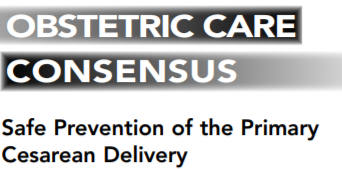 OBSTETRIC CARE
CONSENSUS
Safe Prevention of the Primary
Cesarean Delivery